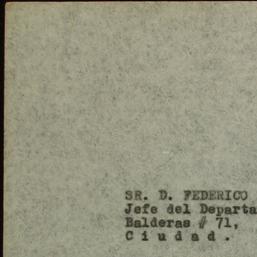 SR. D. FEDERICO
Jefe del Departa
Balderas # 71,
C i u d a d .